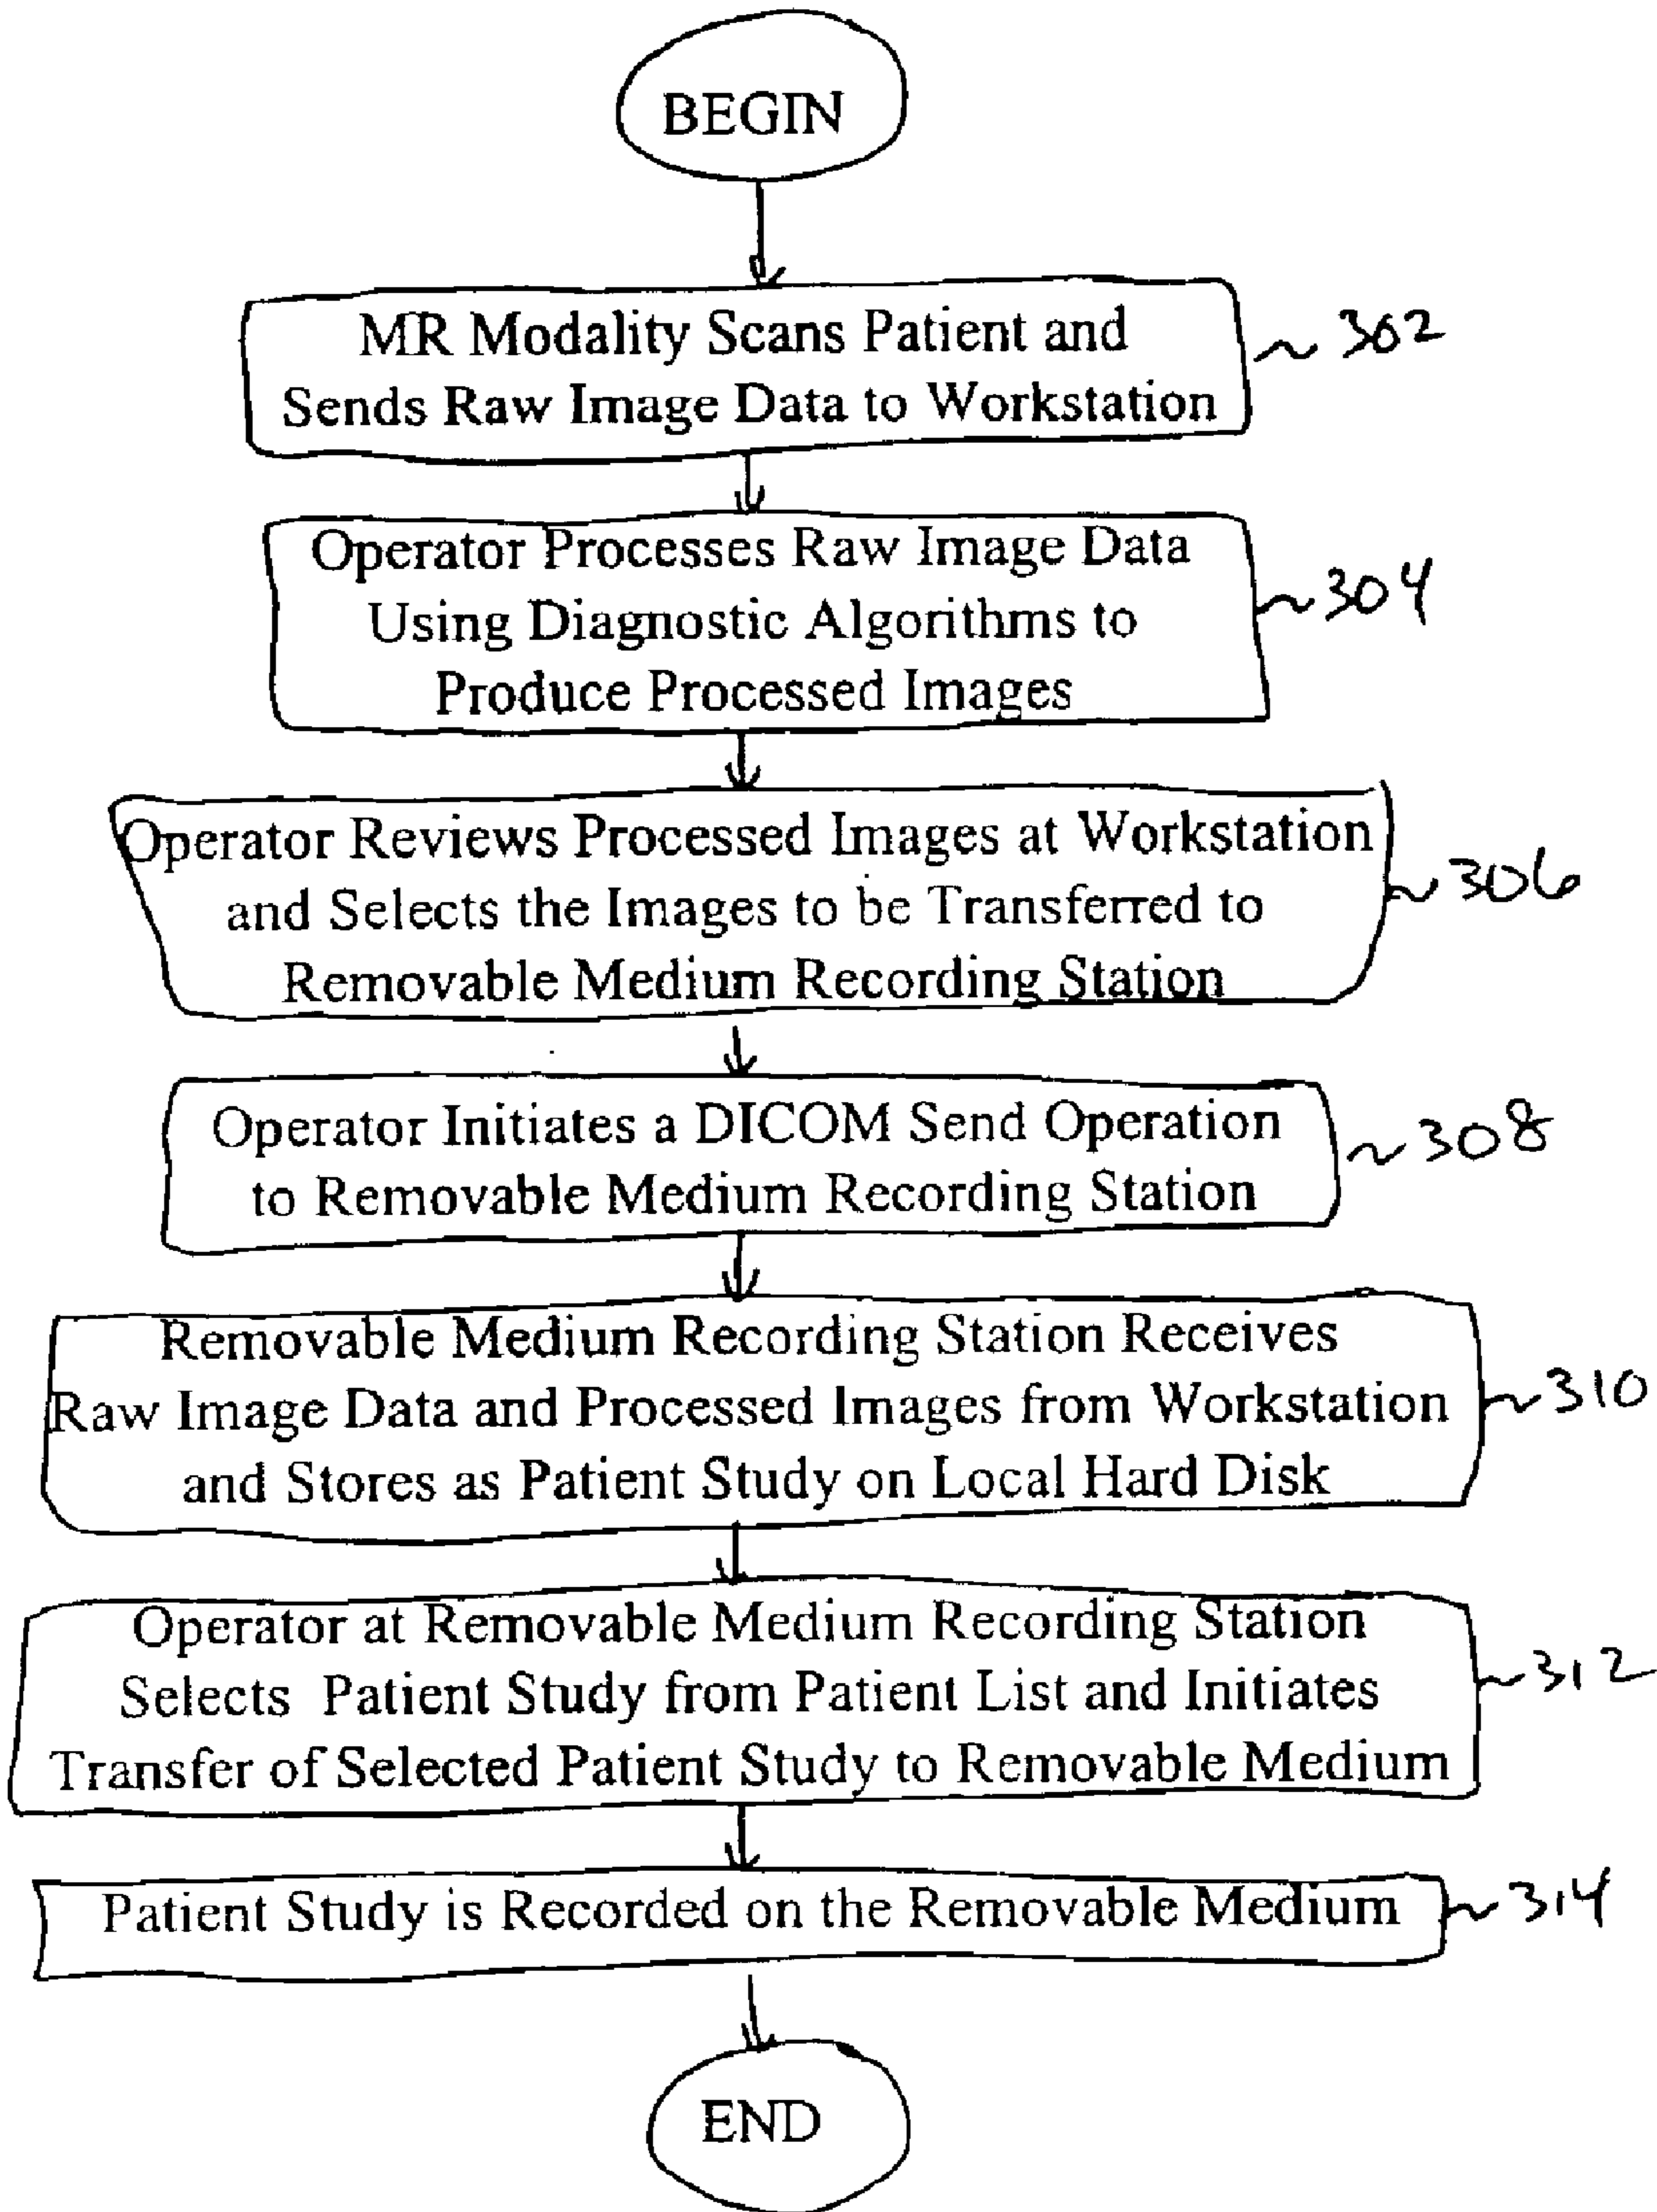 BEGIN
MR Modality Scans Patient and
Sends Raw Image Data to Workstation
~ 302
Operator Processes Raw Image Data
Using Diagnostic Algorithms to
Produce Processed Images
~304
Operator Reviews Processed Images at Workstation
and Selects the Images to be Transferred to
Removable Medium Recording Station
~306
Operator Initiates a DICOM Send Operation
to Removable Medium Recording Station
~308
Removable Medium Recording Station Receives
Raw Image Data and Processed Images from Workstation
and Stores as Patient Study on Local Hard Disk
~310
Operator at Removable Medium Recording Station
Selects Patient Study from Patient List and Initiates
Transfer of Selected Patient Study to Removable Medium
~312
Patient Study is Recorded on the Removable Medium
~314
END